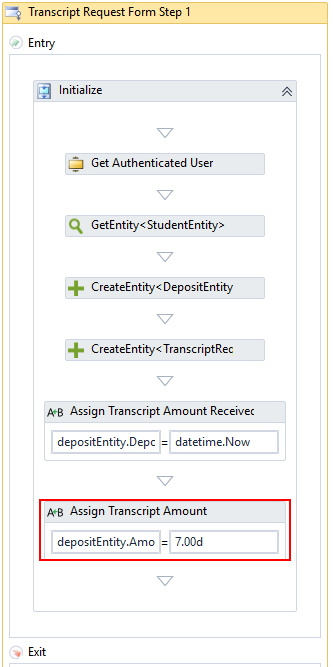 Transcript Request Form Step 1
Entry
Initialize
Get Authenticated User
GetEntity<StudentEntity>
CreateEntity<DepositEntity
CreateEntity<TranscriptRec
A+B Assign Transcript Amount Received
depositEntity.Depc = datetime.Now
A+B Assign Transcript Amount
depositEntity.Amo = 7.00d
Exit